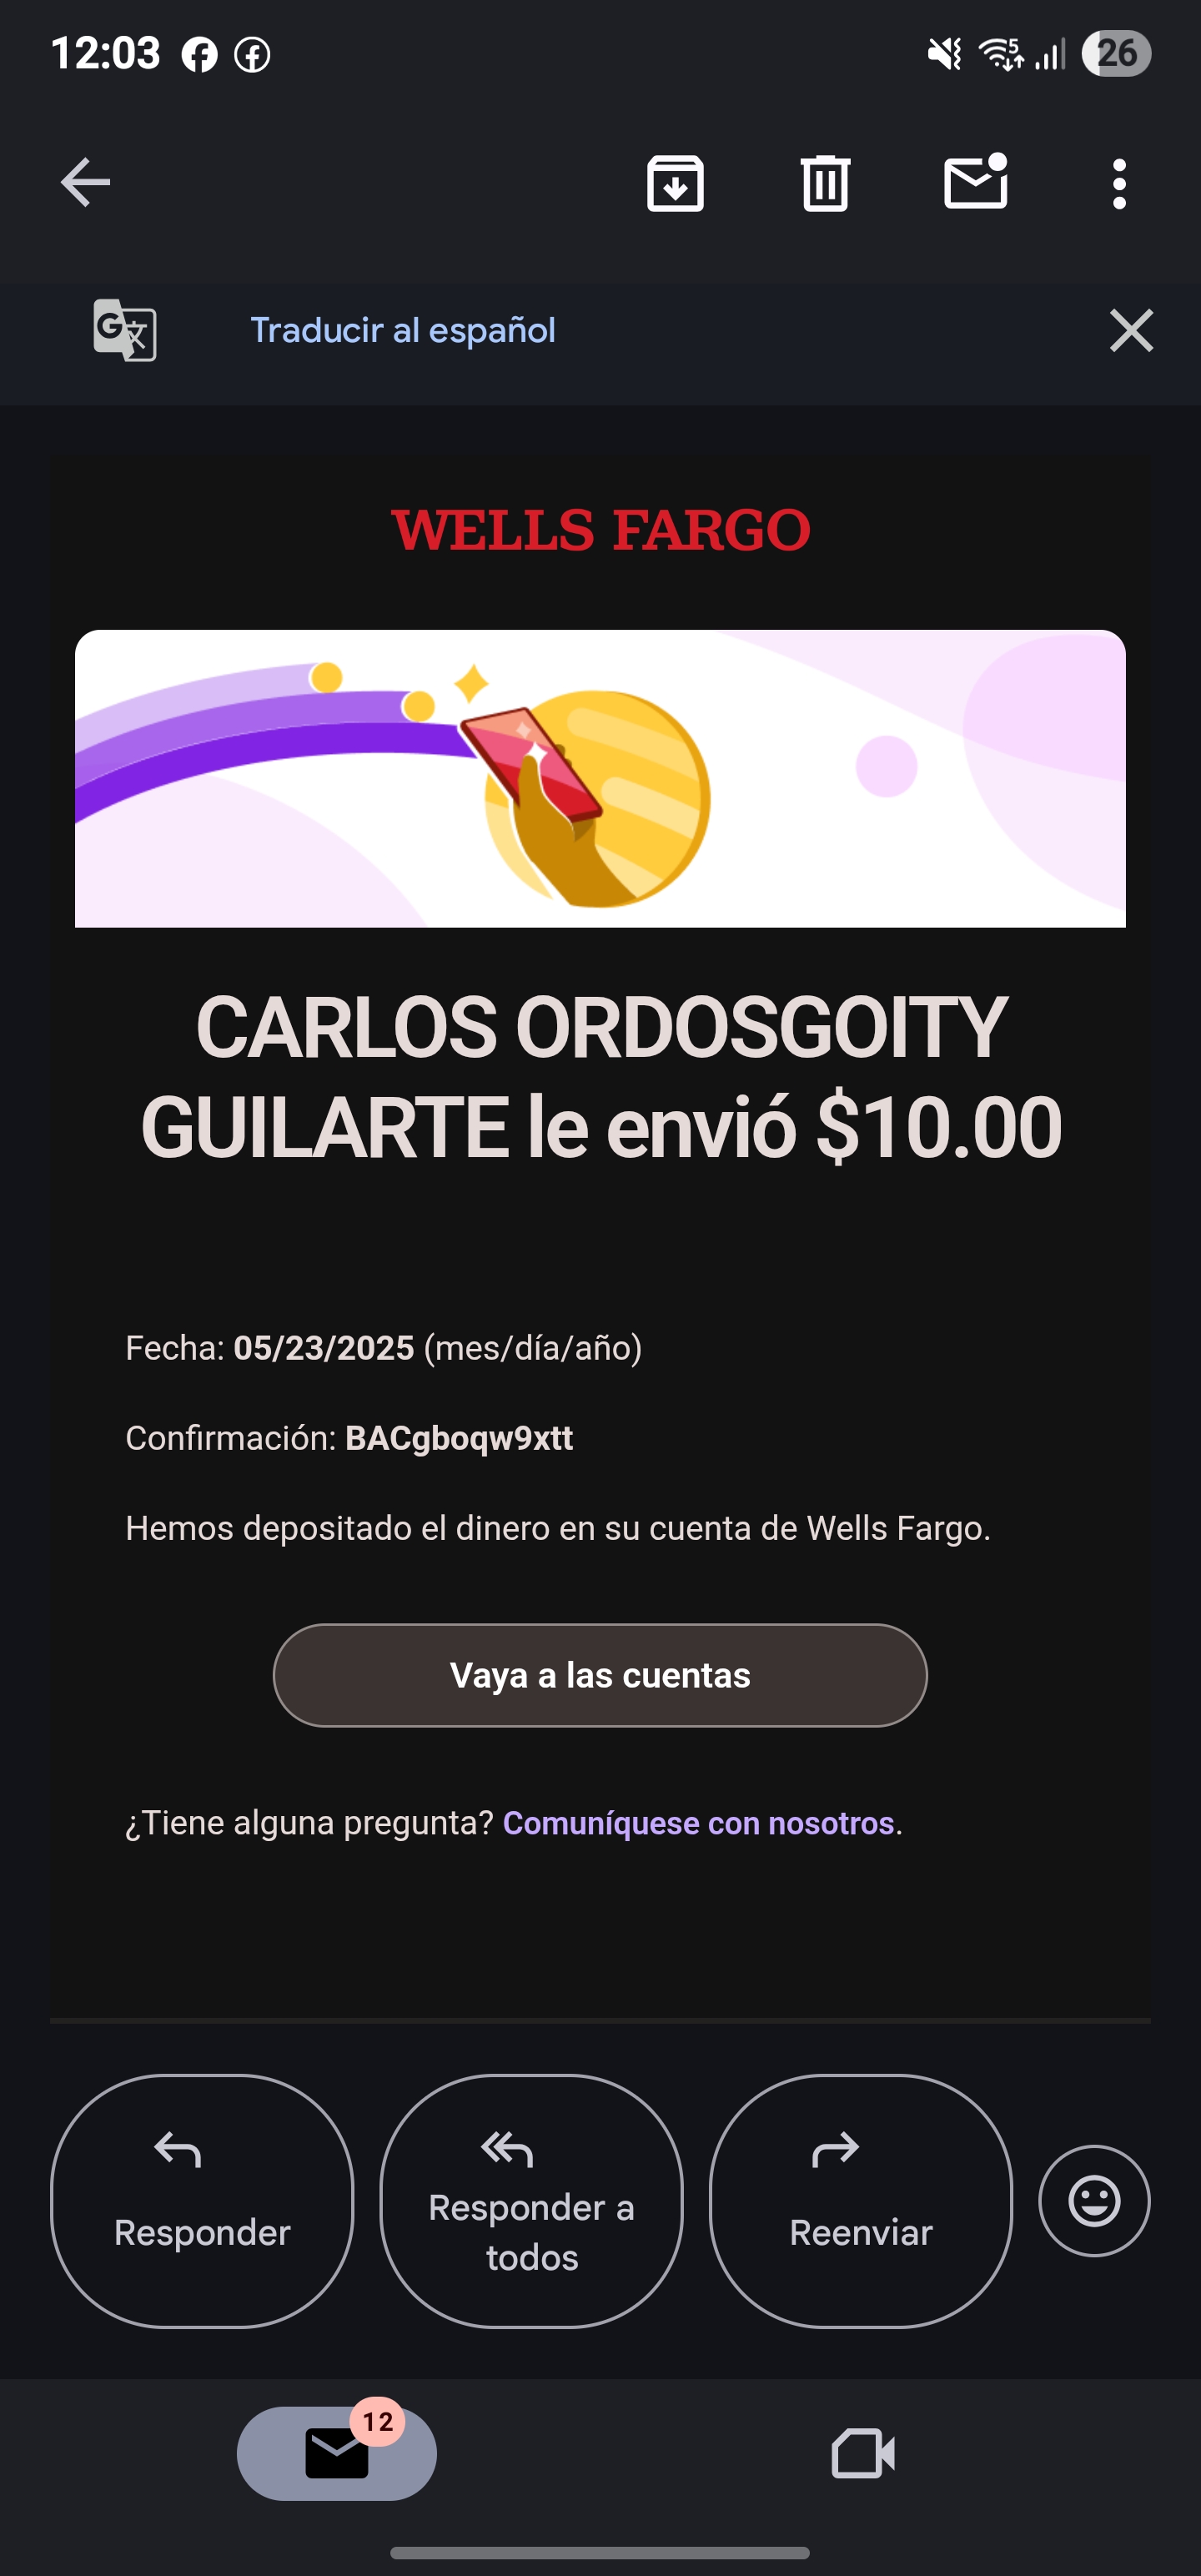 12:03
5
26
Traducir al español
WELLS FARGO
CARLOS ORDOSGOITY
GUILARTE le envió $10.00
Fecha: 05/23/2025 (mes/día/año)
Confirmación: BACgboqw9xtt
Hemos depositado el dinero en su cuenta de Wells Fargo.
Vaya a las cuentas
¿Tiene alguna pregunta? Comuníquese con nosotros.
Responder
Responder a
todos
Reenviar
12